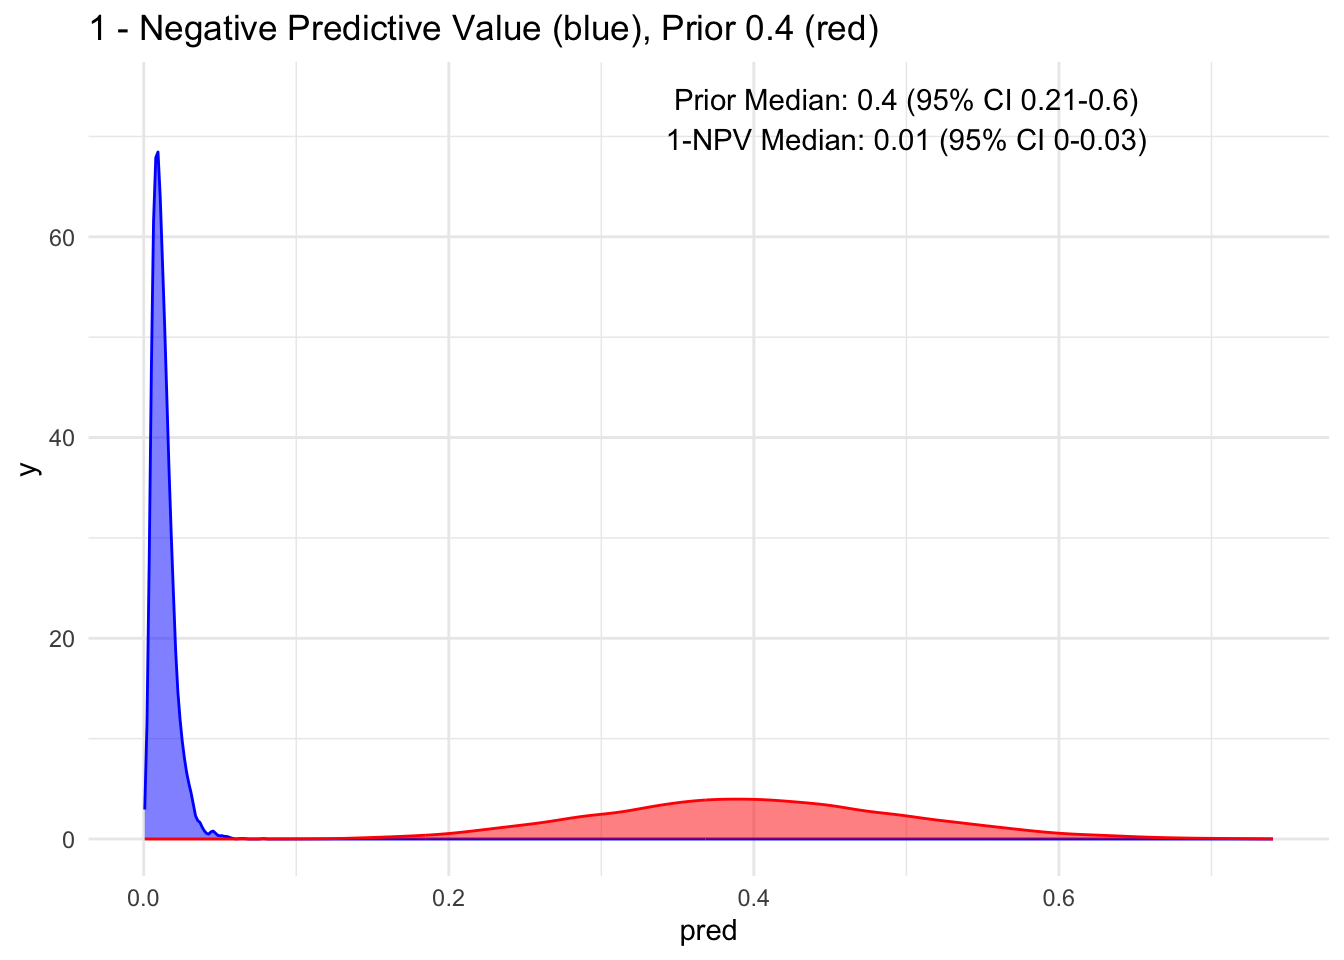 1 - Negative Predictive Value (blue), Prior 0.4 (red)
Prior Median: 0.4 (95% CI 0.21-0.6)
1-NPV Median: 0.01 (95% CI 0-0.03)
60
40
20
0
y
0.0
0.2
0.4
0.6
pred